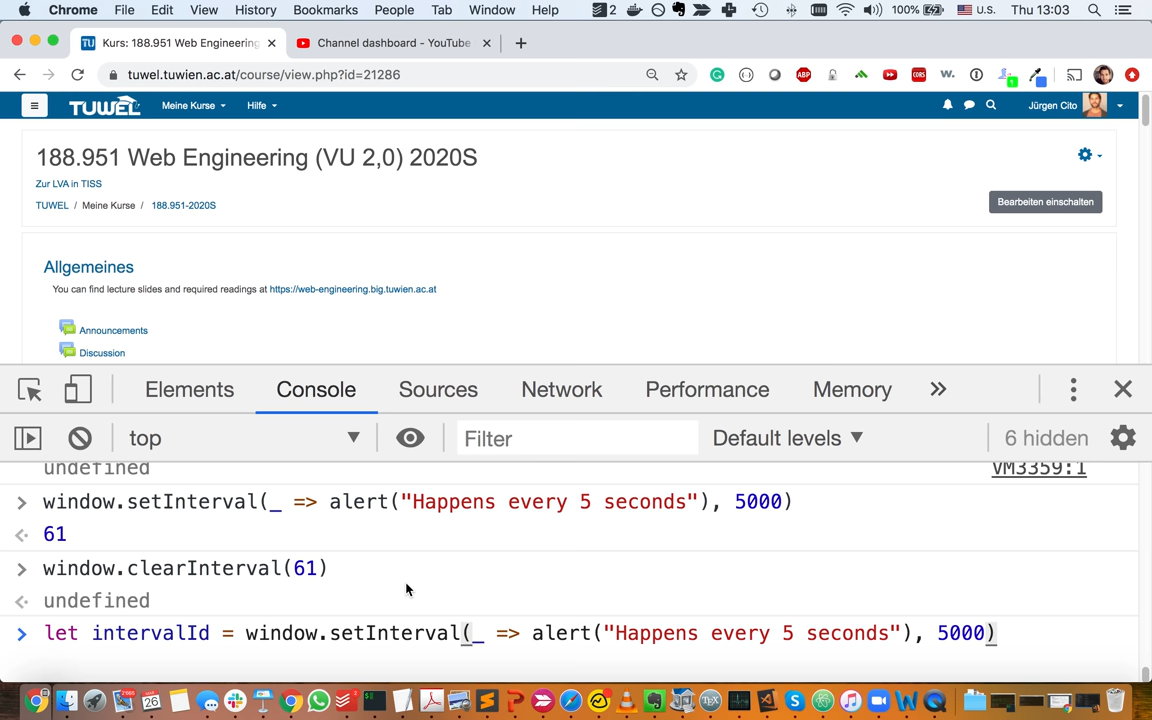 Chrome File Edit View History Bookmarks People Tab Window Help 2 100% U.S. Thu 13:03
TU Kurs: 188.951 Web Engineering Channel dashboard - YouTube
tuwel.tuwien.ac.at/course/view.php?id=21286 ABP CORS w. 1
TUWEL Meine Kurse Hilfe Jürgen Cito
188.951 Web Engineering (VU 2,0) 2020S
Zur LVA in TISS
TUWEL / Meine Kurse / 188.951-2020S
Bearbeiten einschalten
Allgemeines
You can find lecture slides and required readings at https://web-engineering.big.tuwien.ac.at
Announcements
Discussion
Elements Console Sources Network Performance Memory »
top Filter Default levels 6 hidden
undefined VM3359:1
> window.setInterval(_ => alert("Happens every 5 seconds"), 5000)
61
> window.clearInterval(61)
undefined
> let intervalId = window.setInterval(_ => alert("Happens every 5 seconds"), 5000)